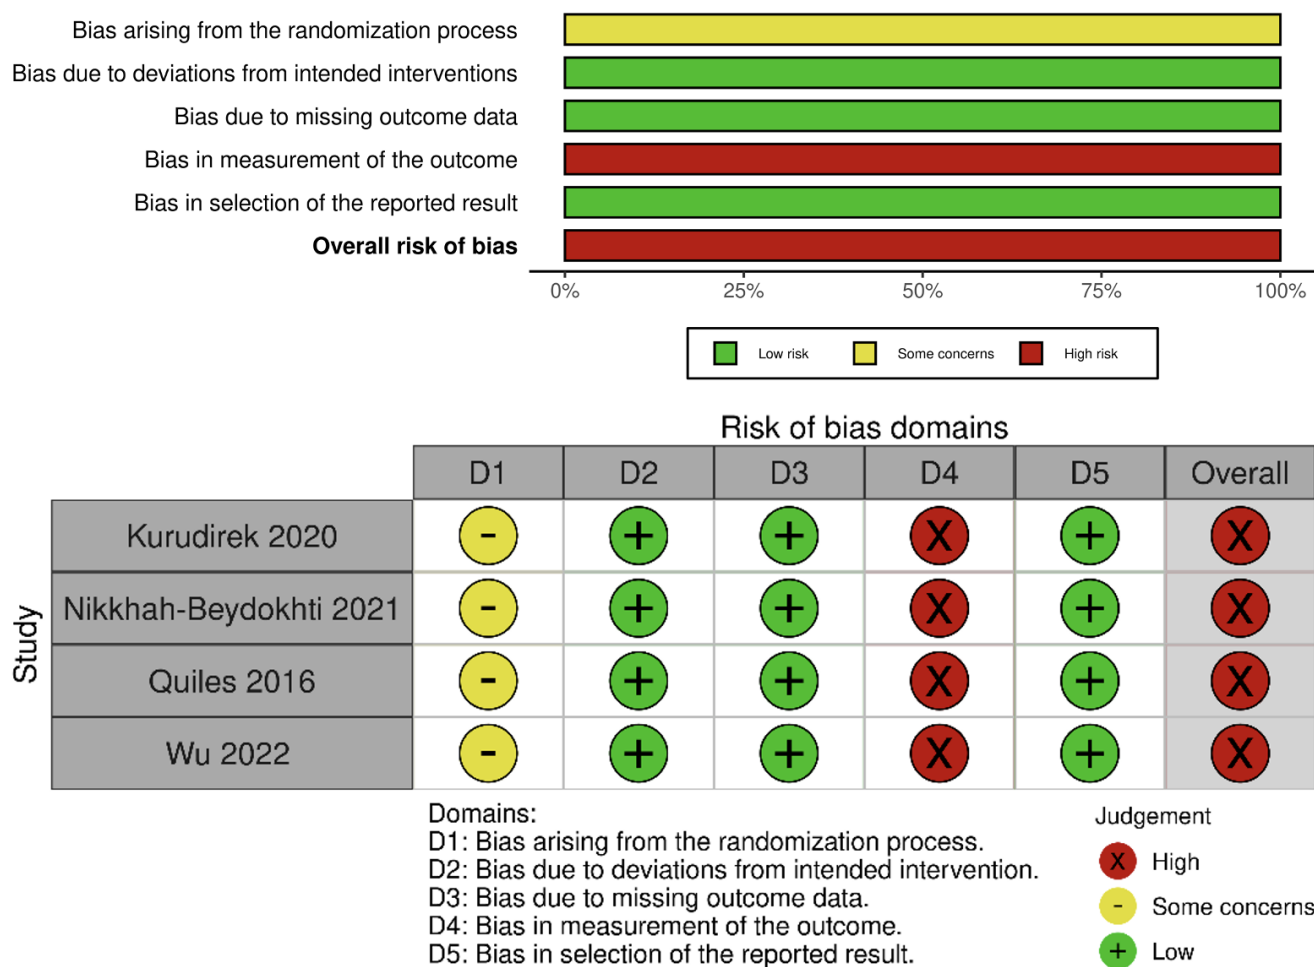 Bias arising from the randomization process
Bias due to deviations from intended interventions
Bias due to missing outcome data
Bias in measurement of the outcome
Bias in selection of the reported result
Overall risk of bias
0% 25% 50% 75% 100%
Low risk Some concerns High risk
Risk of bias domains
D1 D2 D3 D4 D5 Overall
Study
Kurudirek 2020 - + + X + X
Nikkhah-Beydokhti 2021 - + + X + X
Quiles 2016 - + + X + X
Wu 2022 - + + X + X
Domains:
D1: Bias arising from the randomization process.
D2: Bias due to deviations from intended intervention.
D3: Bias due to missing outcome data.
D4: Bias in measurement of the outcome.
D5: Bias in selection of the reported result.
Judgement
X High
- Some concerns
+ Low